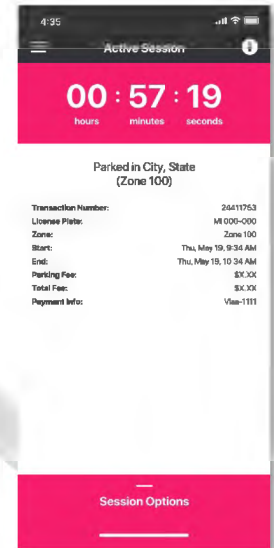 4:35
Active Session
00 : 57 : 19
hours minutes seconds
Parked in City, State
(Zone 100)
Transaction Number: 24411763
License Plate: MI 000-000
Zone: Zone 100
Start: Thu, May 19, 9:34 AM
End: Thu, May 19, 10 34 AM
Parking Fee: $X.XX
Total Fee: $X.XX
Payment Info: Visa-1111
Session Options